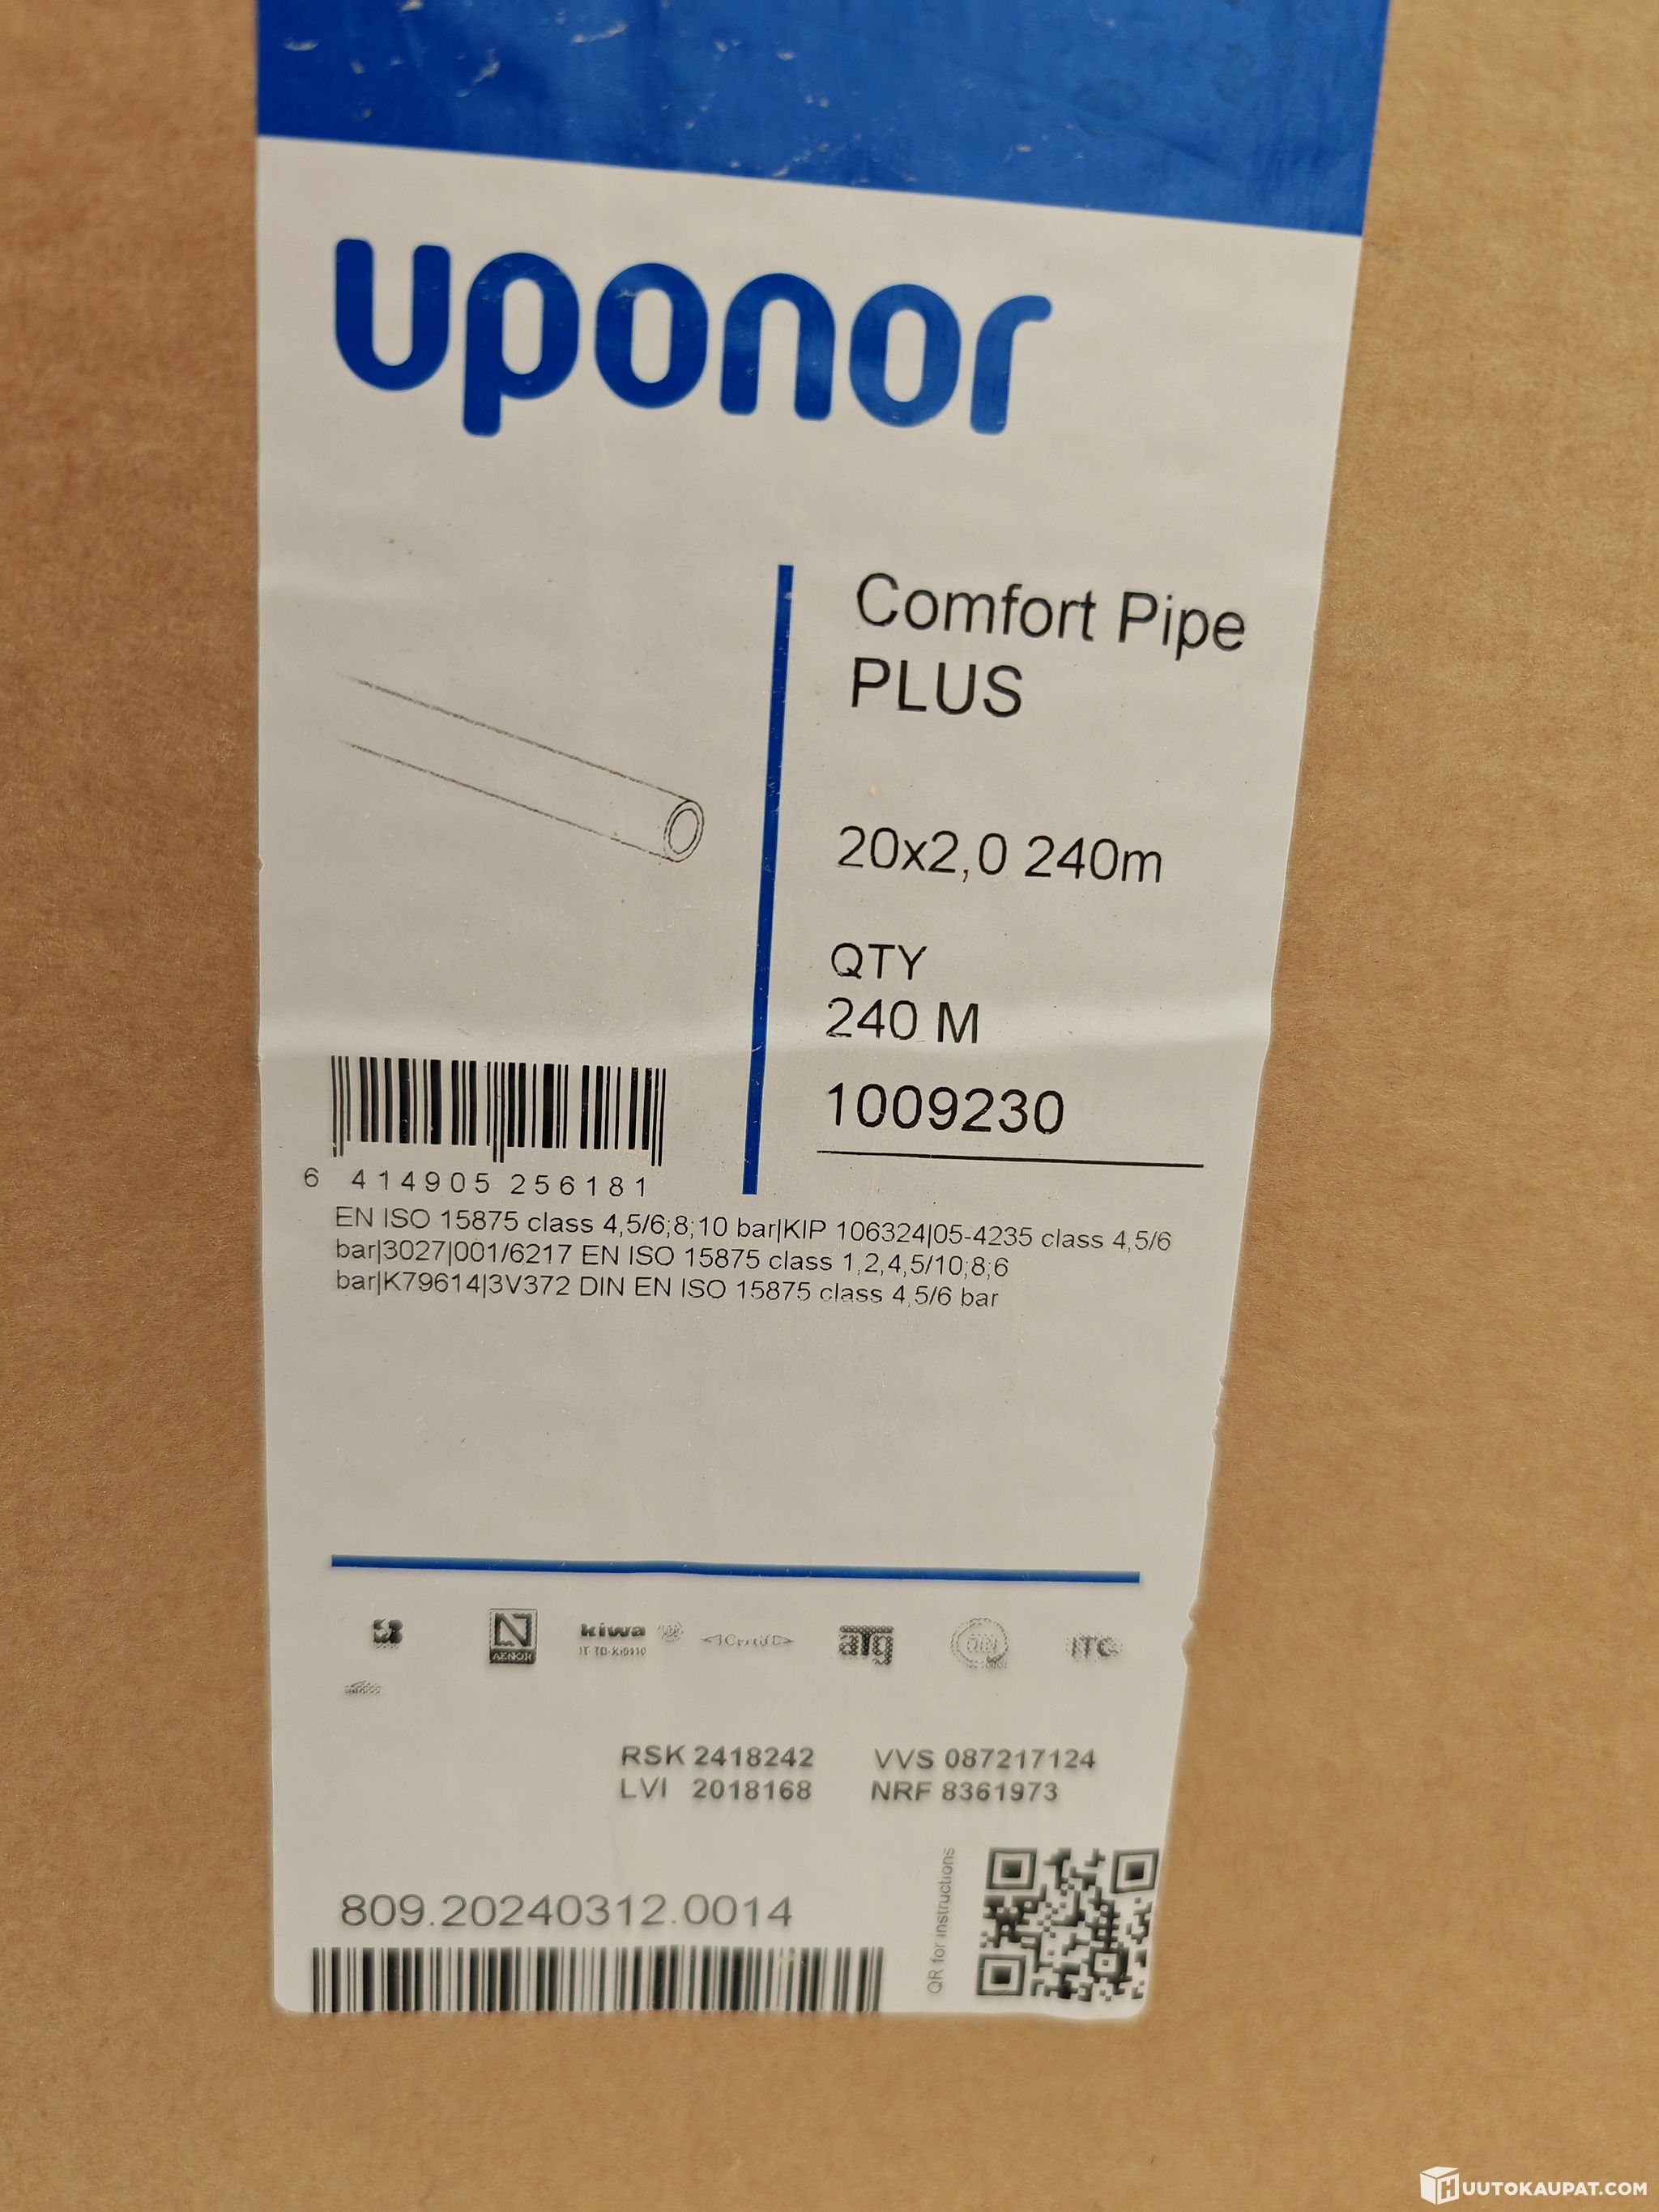 uponor
Comfort Pipe
PLUS
20x2,0 240m
QTY
240 M
1009230
6 414905 256181
EN ISO 15875 class 4,5/6;8;10 bar|KIP 106324|05-4235 class 4,5/6
bar|3027|001/6217 EN ISO 15875 class 1,2,4,5/10;8;6
bar|K79614|3V372 DIN EN ISO 15875 class 4,5/6 bar
AENOR
kiwa
atg
DIN
ITC
RSK 2418242 VVS 087217124
LVI 2018168 NRF 8361973
809.20240312.0014
QR for instructions
HUUTOKAUPAT.COM